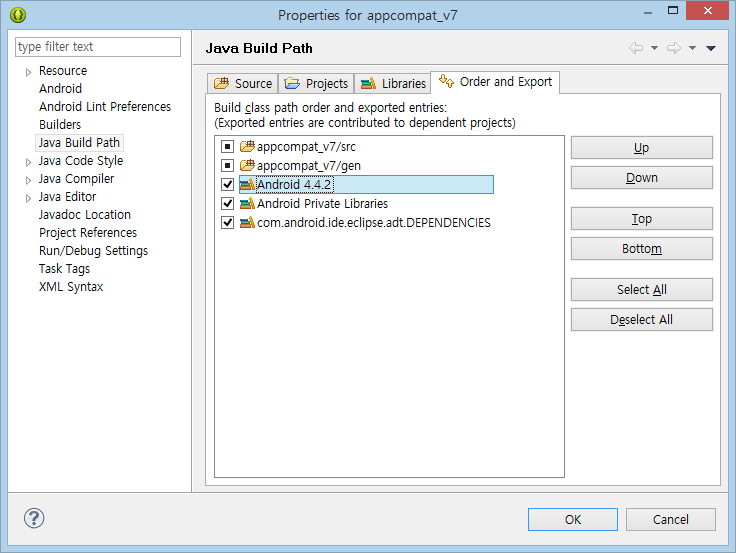 Properties for appcompat_v7
type filter text
Resource
Android
Android Lint Preferences
Builders
Java Build Path
Java Code Style
Java Compiler
Java Editor
Javadoc Location
Project References
Run/Debug Settings
Task Tags
XML Syntax
Java Build Path
Source Projects Libraries Order and Export
Build class path order and exported entries:
(Exported entries are contributed to dependent projects)
appcompat_v7/src
appcompat_v7/gen
Android 4.4.2
Android Private Libraries
com.android.ide.eclipse.adt.DEPENDENCIES
Up
Down
Top
Bottom
Select All
Deselect All
?
OK Cancel